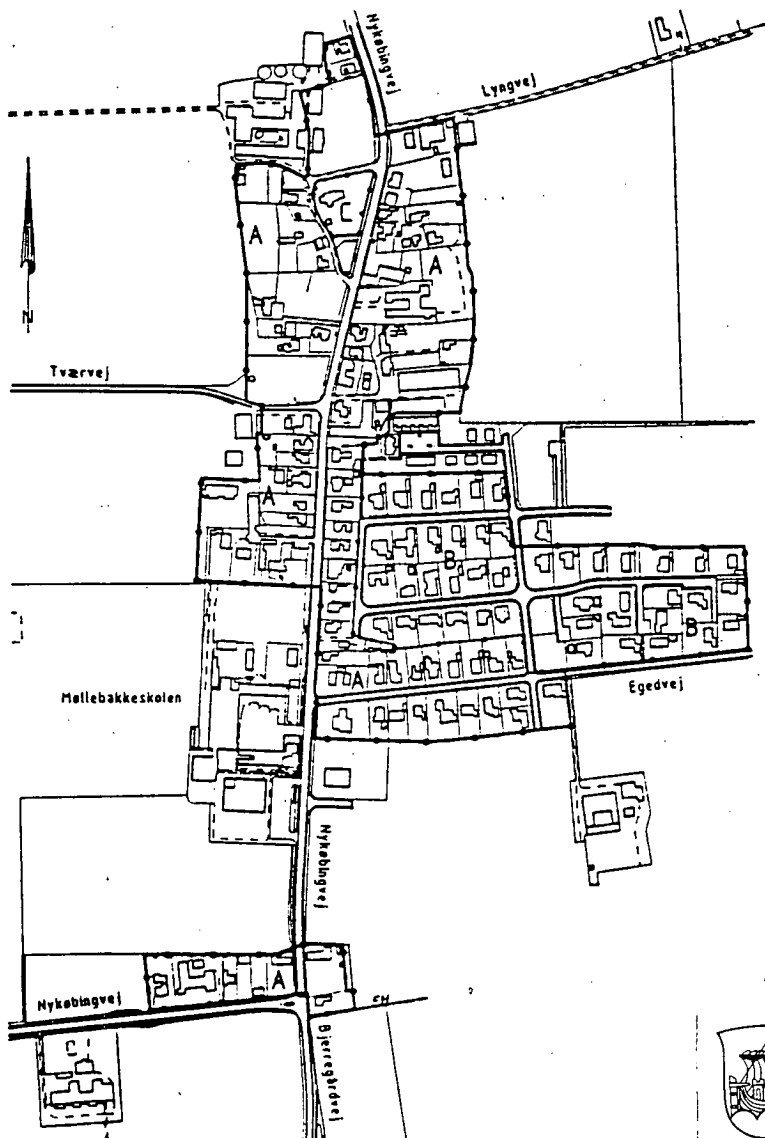 Nykøbingvej
Lyngvej
A
A
N
Tværvej
A
B
B
A
Egedvej
Møllebakkeskolen
Nykøbingvej
A
Nykøbingvej
Bjerregårdvej